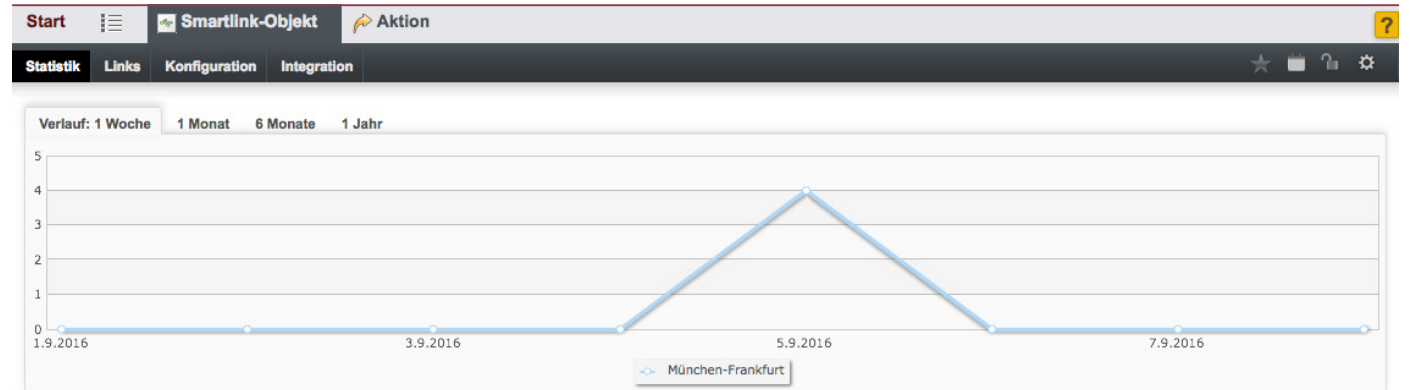 Start Smartlink-Objekt Aktion ?
Statistik Links Konfiguration Integration
Verlauf: 1 Woche 1 Monat 6 Monate 1 Jahr
5
4
3
2
1
0
1.9.2016 3.9.2016 5.9.2016 7.9.2016
München-Frankfurt